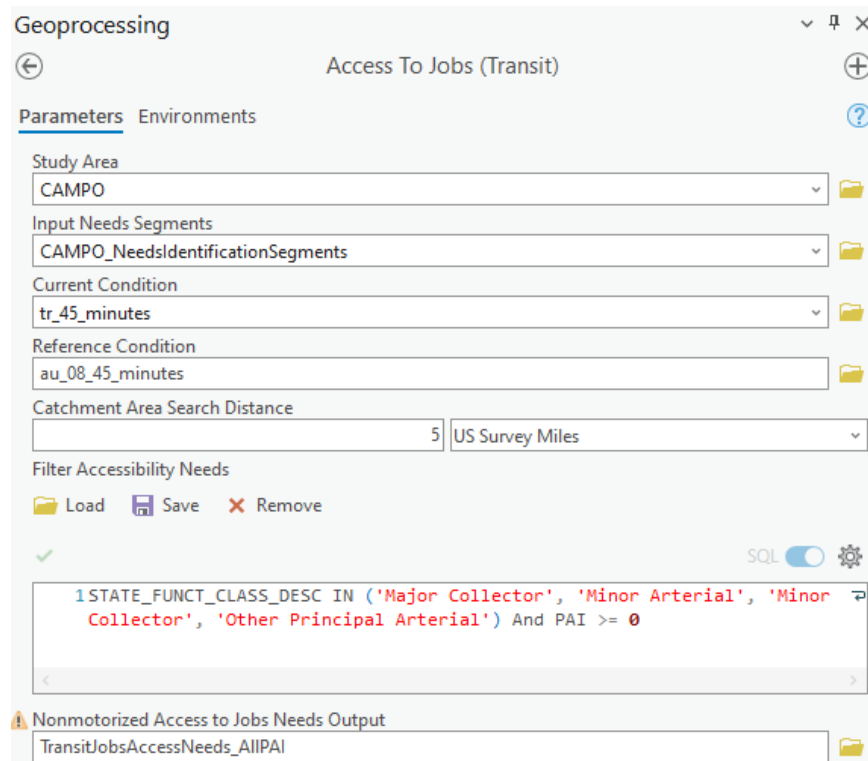 Geoprocessing
Access To Jobs (Transit)
Parameters Environments
Study Area
CAMPO
Input Needs Segments
CAMPO_NeedsIdentificationSegments
Current Condition
tr_45_minutes
Reference Condition
au_08_45_minutes
Catchment Area Search Distance
5 US Survey Miles
Filter Accessibility Needs
Load Save Remove
SQL
1 STATE_FUNCT_CLASS_DESC IN ('Major Collector', 'Minor Arterial', 'Minor
Collector', 'Other Principal Arterial') And PAI >= 0
Nonmotorized Access to Jobs Needs Output
TransitJobsAccessNeeds_AllPAI